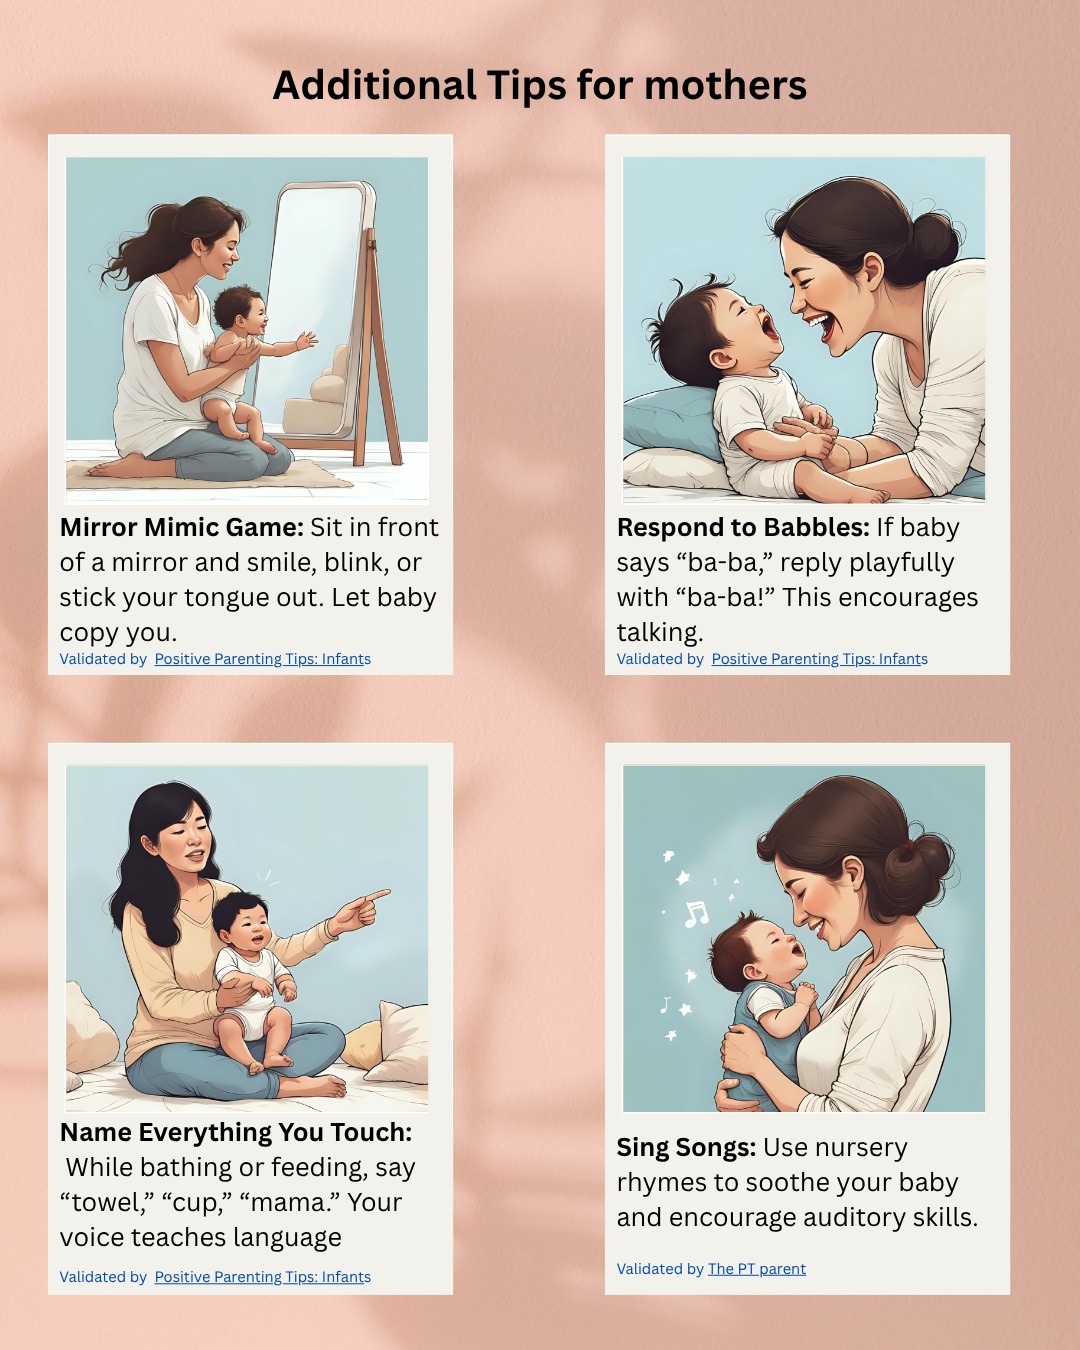 Additional Tips for mothers
Mirror Mimic Game: Sit in front
of a mirror and smile, blink, or
stick your tongue out. Let baby
copy you.
Validated by Positive Parenting Tips: Infants
Respond to Babbles: If baby
says “ba-ba,” reply playfully
with “ba-ba!” This encourages
talking.
Validated by Positive Parenting Tips: Infants
Name Everything You Touch:
While bathing or feeding, say
“towel,” “cup,” “mama.” Your
voice teaches language
Validated by Positive Parenting Tips: Infants
Sing Songs: Use nursery
rhymes to soothe your baby
and encourage auditory skills.
Validated by The PT parent